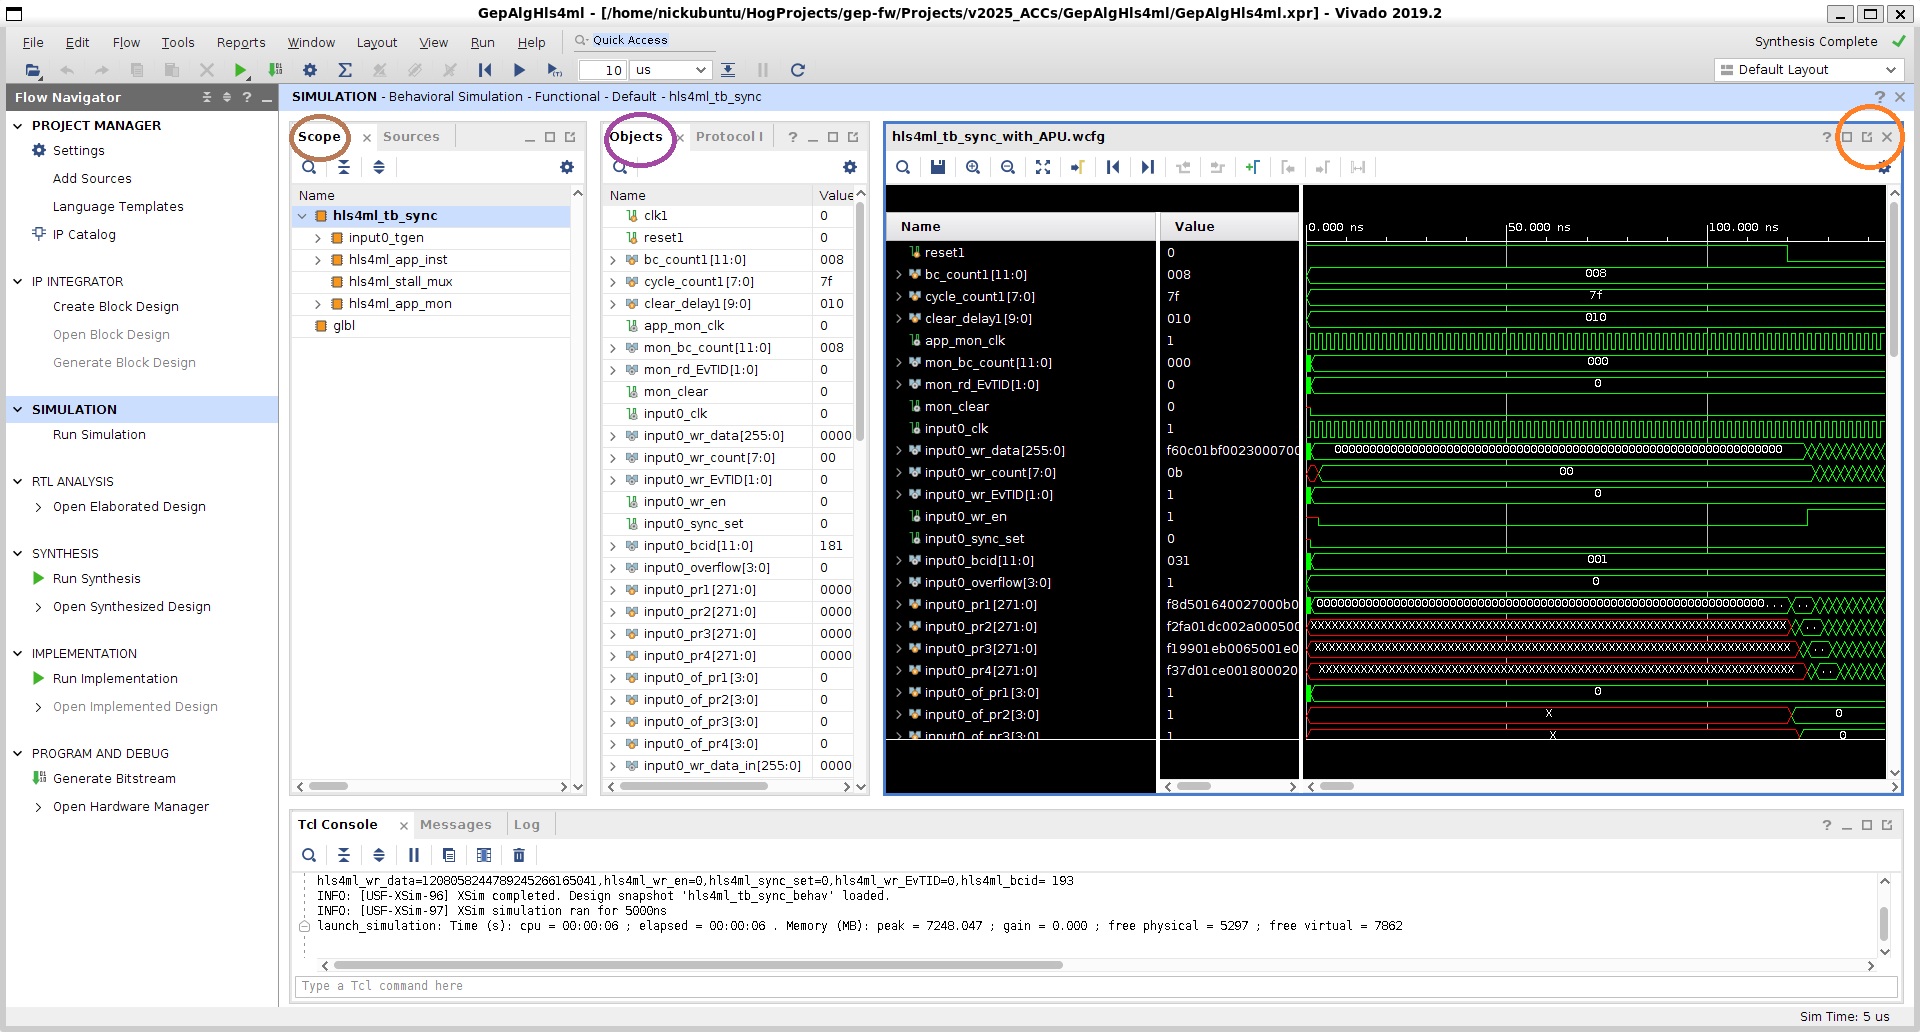 GepAlgHls4ml - [/home/nickubuntu/HogProjects/gep-fw/Projects/v2025_ACCs/GepAlgHls4ml/GepAlgHls4ml.xpr] - Vivado 2019.2
File Edit Flow Tools Reports Window Layout View Run Help Quick Access
Synthesis Complete
10 us
Default Layout
Flow Navigator
PROJECT MANAGER
Settings
Add Sources
Language Templates
IP Catalog
IP INTEGRATOR
Create Block Design
Open Block Design
Generate Block Design
SIMULATION
Run Simulation
RTL ANALYSIS
Open Elaborated Design
SYNTHESIS
Run Synthesis
Open Synthesized Design
IMPLEMENTATION
Run Implementation
Open Implemented Design
PROGRAM AND DEBUG
Generate Bitstream
Open Hardware Manager
SIMULATION - Behavioral Simulation - Functional - Default - hls4ml_tb_sync
Scope Sources
Name
hls4ml_tb_sync
input0_tgen
hls4ml_app_inst
hls4ml_stall_mux
hls4ml_app_mon
glbl
Objects Protocol I
Name Value
clk1 0
reset1 0
bc_count1[11:0] 008
cycle_count1[7:0] 7f
clear_delay1[9:0] 010
app_mon_clk 0
mon_bc_count[11:0] 008
mon_rd_EvTID[1:0] 0
mon_clear 0
input0_clk 0
input0_wr_data[255:0] 0000
input0_wr_count[7:0] 00
input0_wr_EvTID[1:0] 0
input0_wr_en 0
input0_sync_set 0
input0_bcid[11:0] 181
input0_overflow[3:0] 0
input0_pr1[271:0] 0000
input0_pr2[271:0] 0000
input0_pr3[271:0] 0000
input0_pr4[271:0] 0000
input0_of_pr1[3:0] 0
input0_of_pr2[3:0] 0
input0_of_pr3[3:0] 0
input0_of_pr4[3:0] 0
input0_wr_data_in[255:0] 0000
hls4ml_tb_sync_with_APU.wcfg
Name Value 0.000 ns 50.000 ns 100.000 ns
reset1 0
bc_count1[11:0] 008 008
cycle_count1[7:0] 7f 7f
clear_delay1[9:0] 010 010
app_mon_clk 1
mon_bc_count[11:0] 000 000
mon_rd_EvTID[1:0] 0 0
mon_clear 0
input0_clk 1
input0_wr_data[255:0] f60c01bf0023000700
input0_wr_count[7:0] 0b 00
input0_wr_EvTID[1:0] 1 0
input0_wr_en 1
input0_sync_set 0
input0_bcid[11:0] 031 001
input0_overflow[3:0] 1 0
input0_pr1[271:0] f8d501640027000b0
input0_pr2[271:0] f2fa01dc002a000500
input0_pr3[271:0] f19901eb0065001e0
input0_pr4[271:0] f37d01ce001800020
input0_of_pr1[3:0] 1 0
input0_of_pr2[3:0] 1 X 0
input0_of_pr3[3:0] 1 X 0
Tcl Console Messages Log
hls4ml_wr_data=1208058244789245266165041,hls4ml_wr_en=0,hls4ml_sync_set=0,hls4ml_wr_EvTID=0,hls4ml_bcid= 193
INFO: [USF-XSim-96] XSim completed. Design snapshot 'hls4ml_tb_sync_behav' loaded.
INFO: [USF-XSim-97] XSim simulation ran for 5000ns
launch_simulation: Time (s): cpu = 00:00:06 ; elapsed = 00:00:06 . Memory (MB): peak = 7248.047 ; gain = 0.000 ; free physical = 5297 ; free virtual = 7862
Type a Tcl command here
Sim Time: 5 us